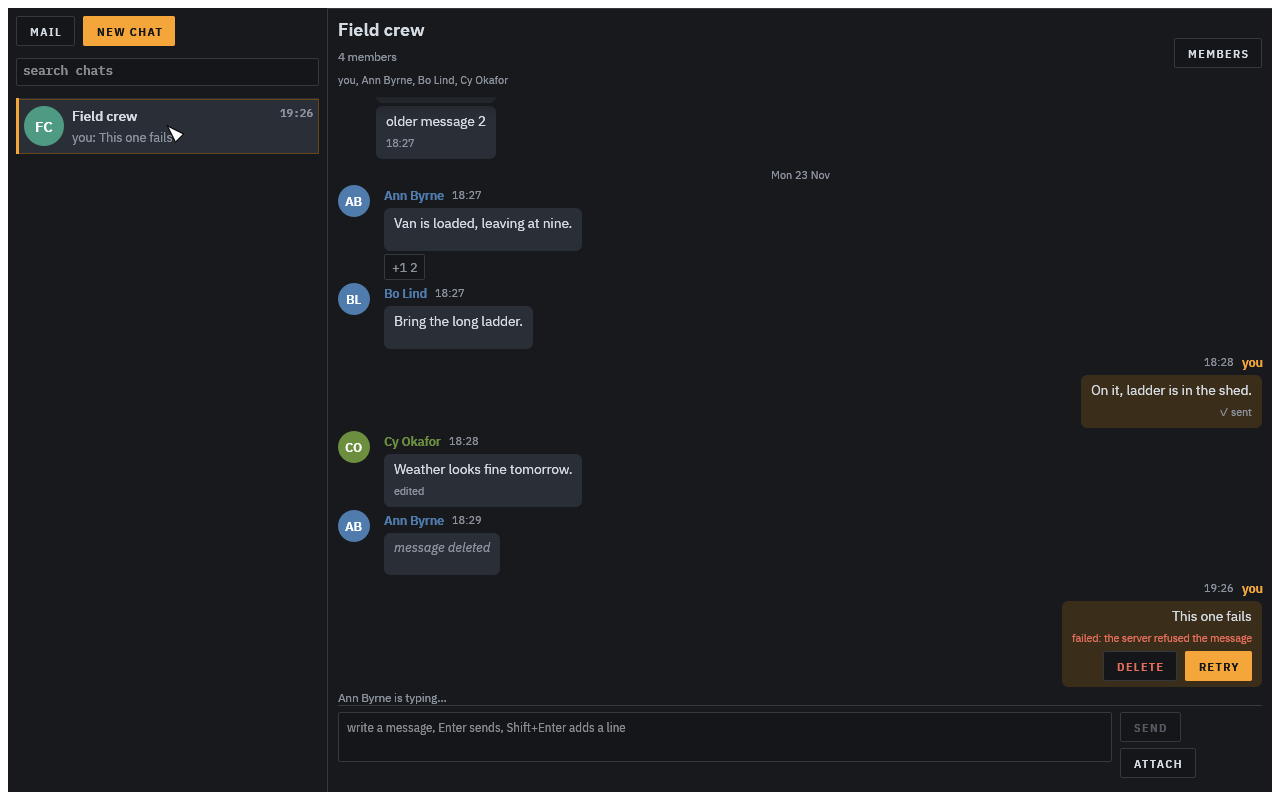 MAIL
NEW CHAT
search chats
FC
Field crew
19:26
you: This one fails
Field crew
4 members
you, Ann Byrne, Bo Lind, Cy Okafor
MEMBERS
older message 2
18:27
Mon 23 Nov
AB
Ann Byrne 18:27
Van is loaded, leaving at nine.
+1 2
BL
Bo Lind 18:27
Bring the long ladder.
18:28 you
On it, ladder is in the shed.
✓ sent
CO
Cy Okafor 18:28
Weather looks fine tomorrow.
edited
AB
Ann Byrne 18:29
message deleted
19:26 you
This one fails
failed: the server refused the message
DELETE
RETRY
Ann Byrne is typing…
write a message, Enter sends, Shift+Enter adds a line
SEND
ATTACH